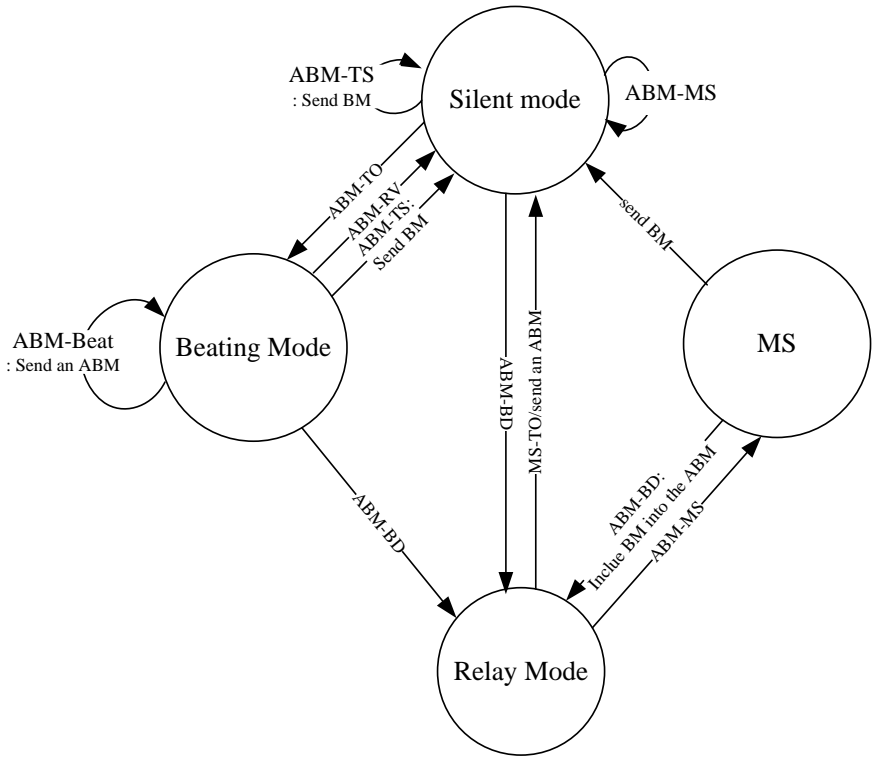 ABM-TS
: Send BM
Silent mode
ABM-MS
ABM-TO
ABM-RV
ABM-TS:
Send BM
send BM
ABM-Beat
: Send an ABM
Beating Mode
MS
ABM-BD
MS-TO/send an ABM
ABM-BD
ABM-BD:
Inclue BM into the ABM
ABM-MS
Relay Mode